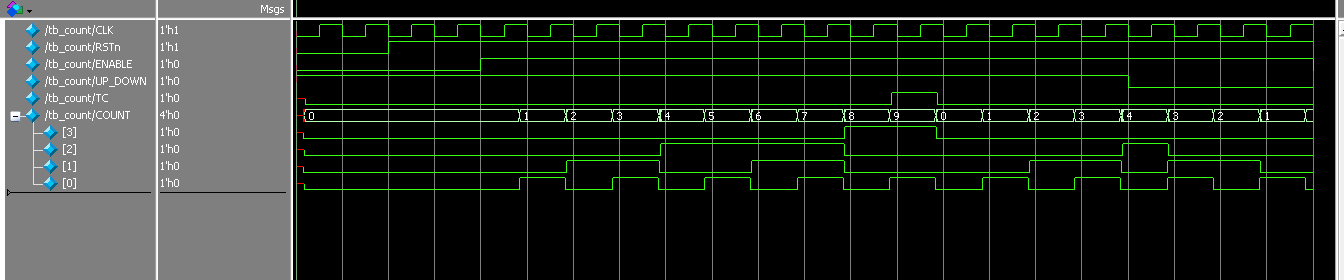 Msgs
/tb_count/CLK 1'h1
/tb_count/RSTn 1'h1
/tb_count/ENABLE 1'h0
/tb_count/UP_DOWN 1'h0
/tb_count/TC 1'h0
/tb_count/COUNT 4'h0 0 1 2 3 4 5 6 7 8 9 0 1 2 3 4 3 2 1
[3] 1'h0
[2] 1'h0
[1] 1'h0
[0] 1'h0